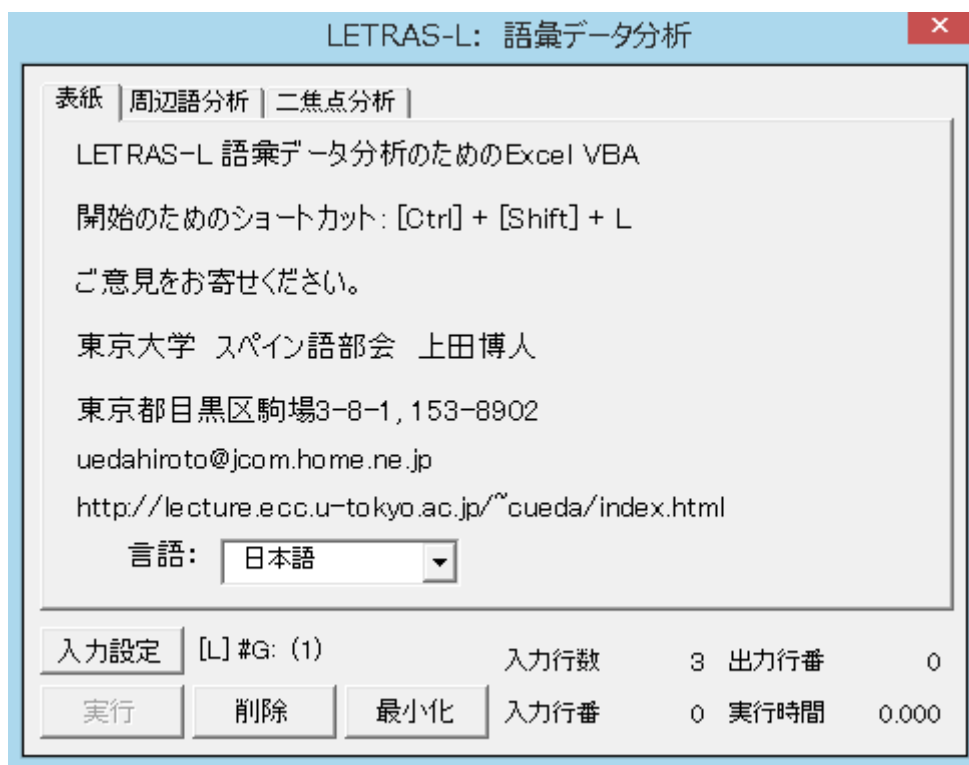 LETRAS-L: 語彙データ分析
表紙 周辺語分析 二焦点分析
LETRAS-L 語彙データ分析のためのExcel VBA
開始のためのショートカット: [Ctrl] + [Shift] + L
ご意見をお寄せください。
東京大学 スペイン語部会 上田博人
東京都目黒区駒場3-8-1, 153-8902
uedahiroto@jcom.home.ne.jp
http://lecture.ecc.u-tokyo.ac.jp/~cueda/index.html
言語: 日本語
入力設定 [L] #G: (1) 入力行数 3 出力行番 0
実行 削除 最小化 入力行番 0 実行時間 0.000